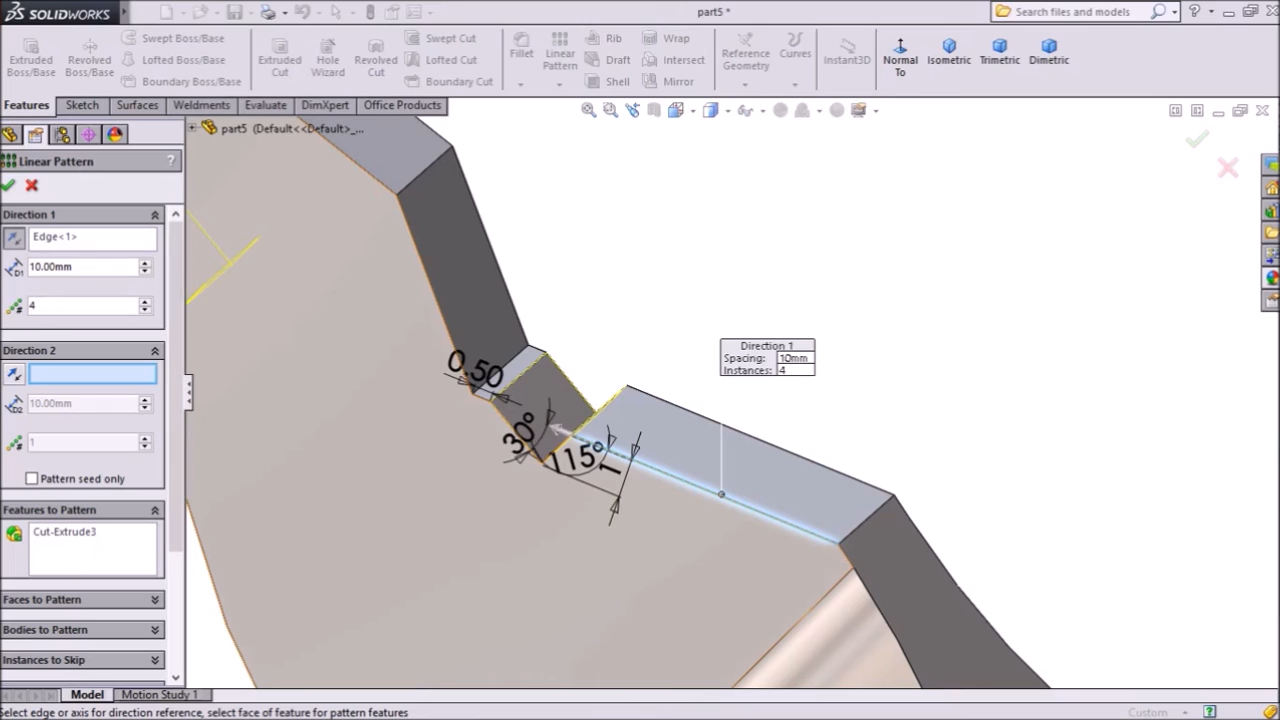 SOLIDWORKS
part5 *
Search files and models
Extruded Boss/Base
Revolved Boss/Base
Swept Boss/Base
Lofted Boss/Base
Boundary Boss/Base
Extruded Cut
Hole Wizard
Revolved Cut
Swept Cut
Lofted Cut
Boundary Cut
Fillet
Linear Pattern
Rib
Draft
Shell
Wrap
Intersect
Mirror
Reference Geometry
Curves
Instant3D
Normal To
Isometric
Trimetric
Dimetric
Features
Sketch
Surfaces
Weldments
Evaluate
DimXpert
Office Products
part5 (Default<<Default>_...
Linear Pattern
?
Direction 1
Edge<1>
D1
10.00mm
4
Direction 2
D2
10.00mm
1
Pattern seed only
Features to Pattern
Cut-Extrude3
Faces to Pattern
Bodies to Pattern
Instances to Skip
0.50
30°
115°
1
Direction 1
Spacing: 10mm
Instances: 4
Model
Motion Study 1
Select edge or axis for direction reference, select face of feature for pattern features
Custom
?